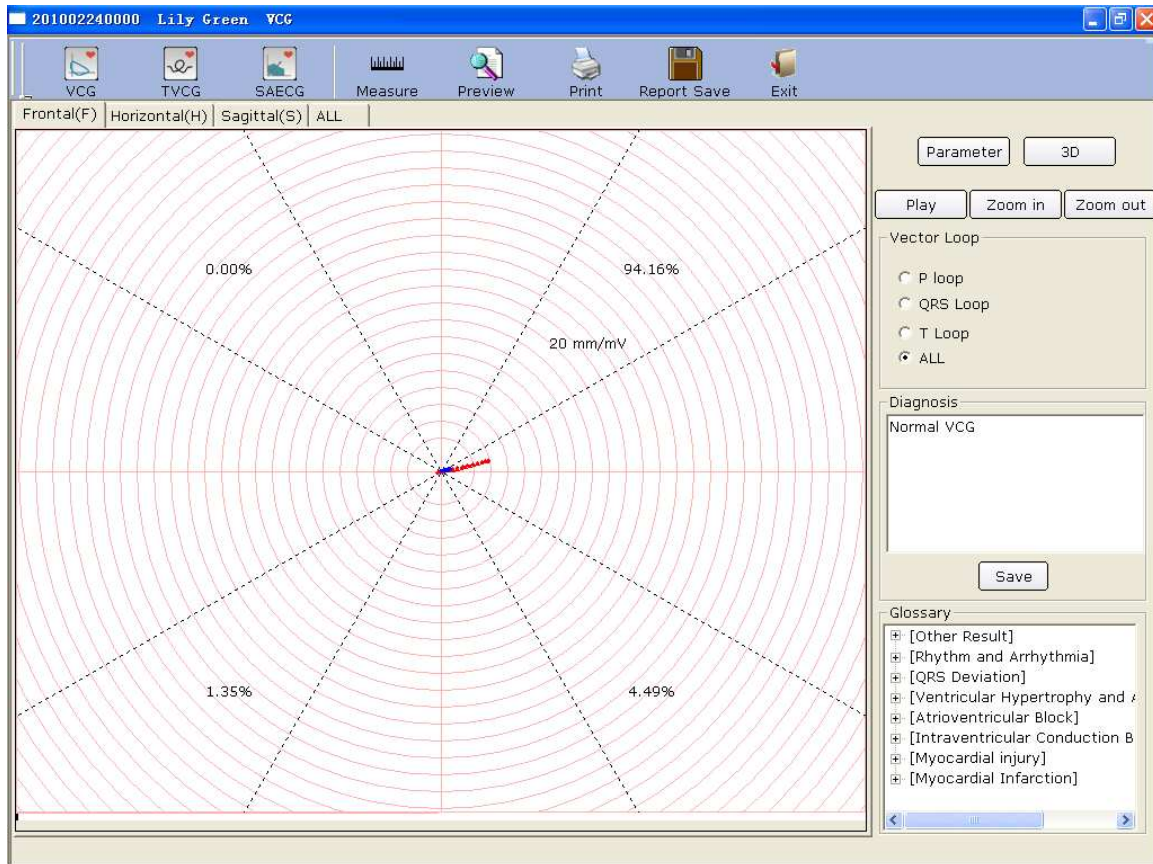 201002240000 Lily Green VCG
VCG TVCG SAECG Measure Preview Print Report Save Exit
Frontal(F) Horizontal(H) Sagittal(S) ALL
Parameter 3D
Play Zoom in Zoom out
Vector Loop
P loop
QRS Loop
T Loop
ALL
0.00% 94.16%
20 mm/mV
1.35% 4.49%
Diagnosis
Normal VCG
Save
Glossary
[Other Result]
[Rhythm and Arrhythmia]
[QRS Deviation]
[Ventricular Hypertrophy and A
[Atrioventricular Block]
[Intraventricular Conduction B
[Myocardial injury]
[Myocardial Infarction]